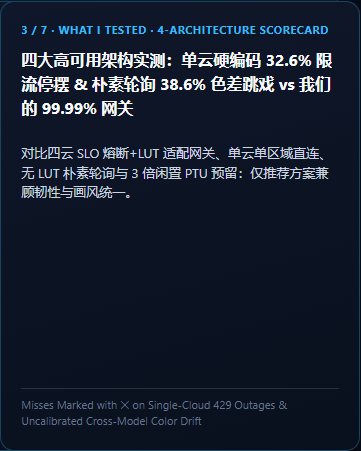 3 / 7 · WHAT I TESTED · 4-ARCHITECTURE SCORECARD
四大高可用架构实测：单云硬编码 32.6% 限
流停摆 & 朴素轮询 38.6% 色差跳戏 vs 我们
的 99.99% 网关
对比四云 SLO 熔断+LUT 适配网关、单云单区域直连、
无 LUT 朴素轮询与 3 倍闲置 PTU 预留：仅推荐方案兼
顾韧性与画风统一。
Misses Marked with ✕ on Single-Cloud 429 Outages &
Uncalibrated Cross-Model Color Drift